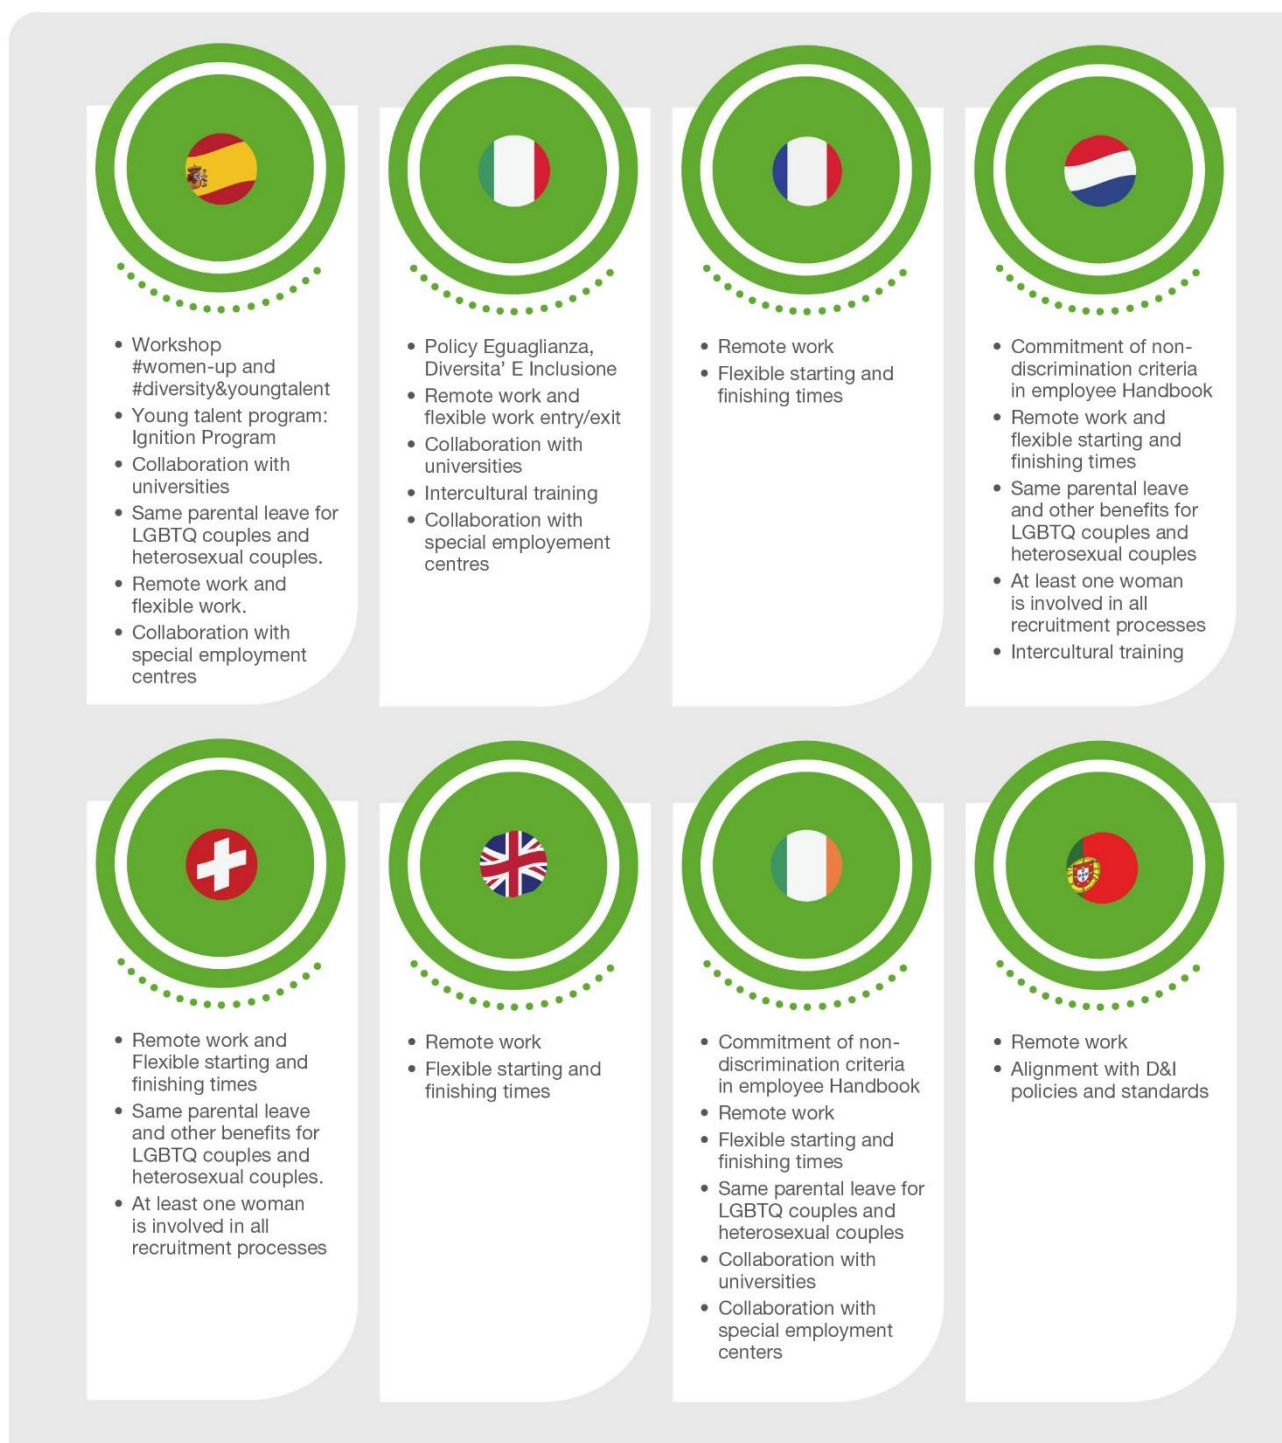 • Workshop
#women-up and
#diversity&youngtalent
• Young talent program:
Ignition Program
• Collaboration with
universities
• Same parental leave for
LGBTQ couples and
heterosexual couples.
• Remote work and
flexible work.
• Collaboration with
special employment
centres
• Policy Eguaglianza,
Diversita’ E Inclusione
• Remote work and
flexible work entry/exit
• Collaboration with
universities
• Intercultural training
• Collaboration with
special employement
centres
• Remote work
• Flexible starting and
finishing times
• Commitment of non-
discrimination criteria
in employee Handbook
• Remote work and
flexible starting and
finishing times
• Same parental leave
and other benefits for
LGBTQ couples and
heterosexual couples
• At least one woman
is involved in all
recruitment processes
• Intercultural training
• Remote work and
Flexible starting and
finishing times
• Same parental leave
and other benefits for
LGBTQ couples and
heterosexual couples.
• At least one woman
is involved in all
recruitment processes
• Remote work
• Flexible starting and
finishing times
• Commitment of non-
discrimination criteria
in employee Handbook
• Remote work
• Flexible starting and
finishing times
• Same parental leave for
LGBTQ couples and
heterosexual couples
• Collaboration with
universities
• Collaboration with
special employment
centers
• Remote work
• Alignment with D&I
policies and standards